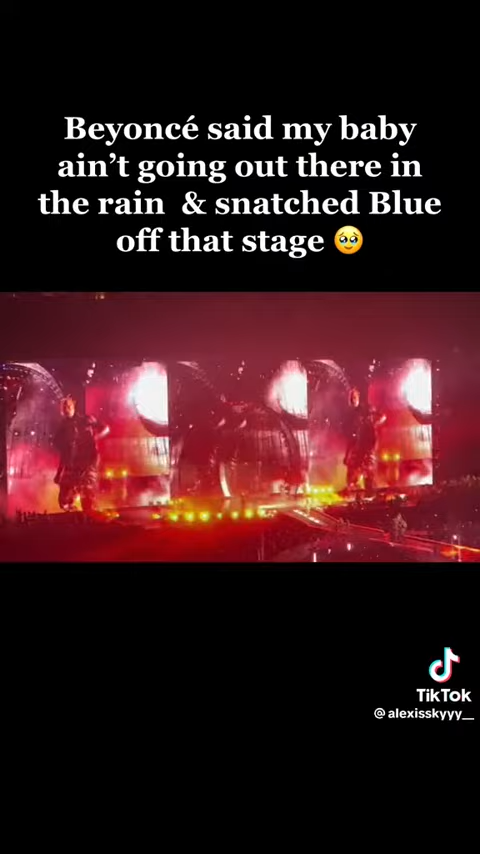 Beyoncé said my baby
ain’t going out there in
the rain & snatched Blue
off that stage 🥹
TikTok
@alexisskyyy__